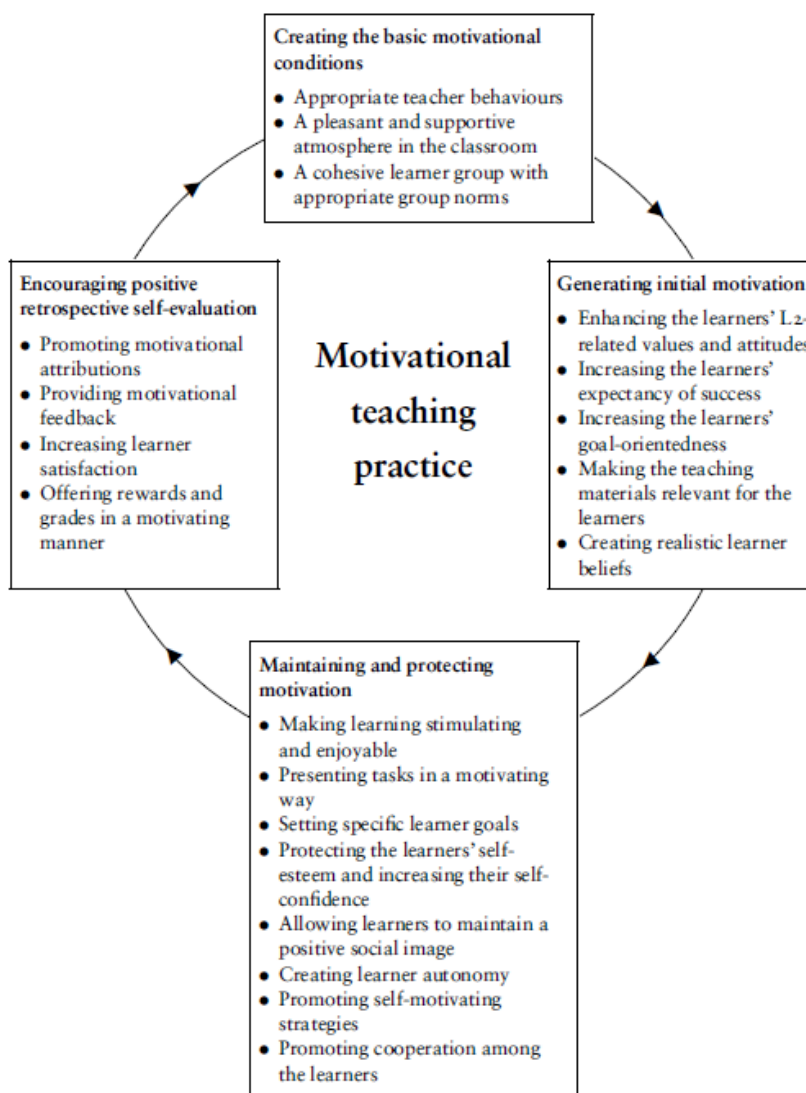 Creating the basic motivational
conditions
● Appropriate teacher behaviours
● A pleasant and supportive
atmosphere in the classroom
● A cohesive learner group with
appropriate group norms
Encouraging positive
retrospective self-evaluation
● Promoting motivational
attributions
● Providing motivational
feedback
● Increasing learner
satisfaction
● Offering rewards and
grades in a motivating
manner
Motivational
teaching
practice
Generating initial motivation
● Enhancing the learners’ L2-
related values and attitudes
● Increasing the learners’
expectancy of success
● Increasing the learners’
goal-orientedness
● Making the teaching
materials relevant for the
learners
● Creating realistic learner
beliefs
Maintaining and protecting
motivation
● Making learning stimulating
and enjoyable
● Presenting tasks in a motivating
way
● Setting specific learner goals
● Protecting the learners’ self-
esteem and increasing their self-
confidence
● Allowing learners to maintain a
positive social image
● Creating learner autonomy
● Promoting self-motivating
strategies
● Promoting cooperation among
the learners